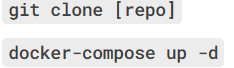 git clone [repo]
docker-compose up -d